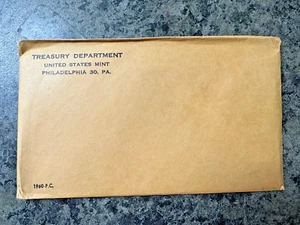 TREASURY DEPARTMENT
UNITED STATES MINT
PHILADELPHIA 30, PA.
1960-P.C.